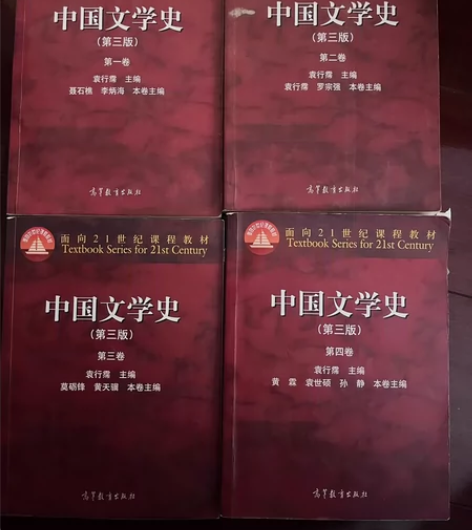 中国文学史
(第三版)
第一卷
袁行霈 主编
聂石樵 李炳海 本卷主编
高等教育出版社
中国文学史
(第三版)
第二卷
袁行霈 主编
袁行霈 罗宗强 本卷主编
高等教育出版社
面向21世纪课程教材
Textbook Series for 21st Century
中国文学史
(第三版)
第三卷
袁行霈 主编
莫砺锋 黄天骥 本卷主编
高等教育出版社
面向21世纪课程教材
Textbook Series for 21st Century
中国文学史
(第三版)
第四卷
袁行霈 主编
黄霖 袁世硕 孙静 本卷主编
高等教育出版社